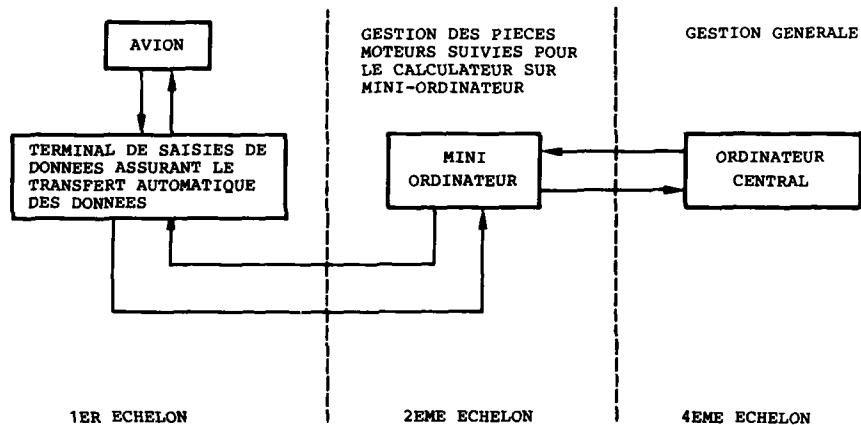 AVION
TERMINAL DE SAISIES DE
DONNEES ASSURANT LE
TRANSFERT AUTOMATIQUE
DES DONNEES
GESTION DES PIECES
MOTEURS SUIVIES POUR
LE CALCULATEUR SUR
MINI-ORDINATEUR
MINI
ORDINATEUR
GESTION GENERALE
ORDINATEUR
CENTRAL
1ER ECHELON
2EME ECHELON
4EME ECHELON